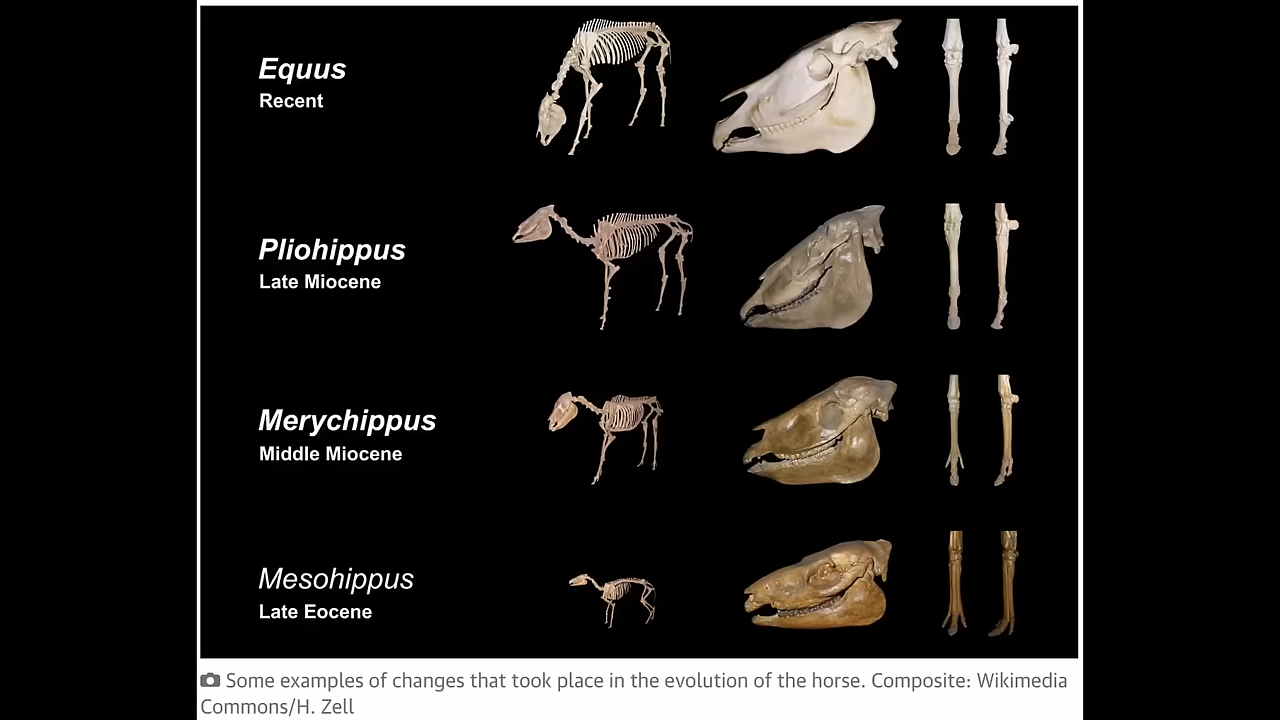 Equus
Recent
Pliohippus
Late Miocene
Merychippus
Middle Miocene
Mesohippus
Late Eocene
Some examples of changes that took place in the evolution of the horse. Composite: Wikimedia
Commons/H. Zell